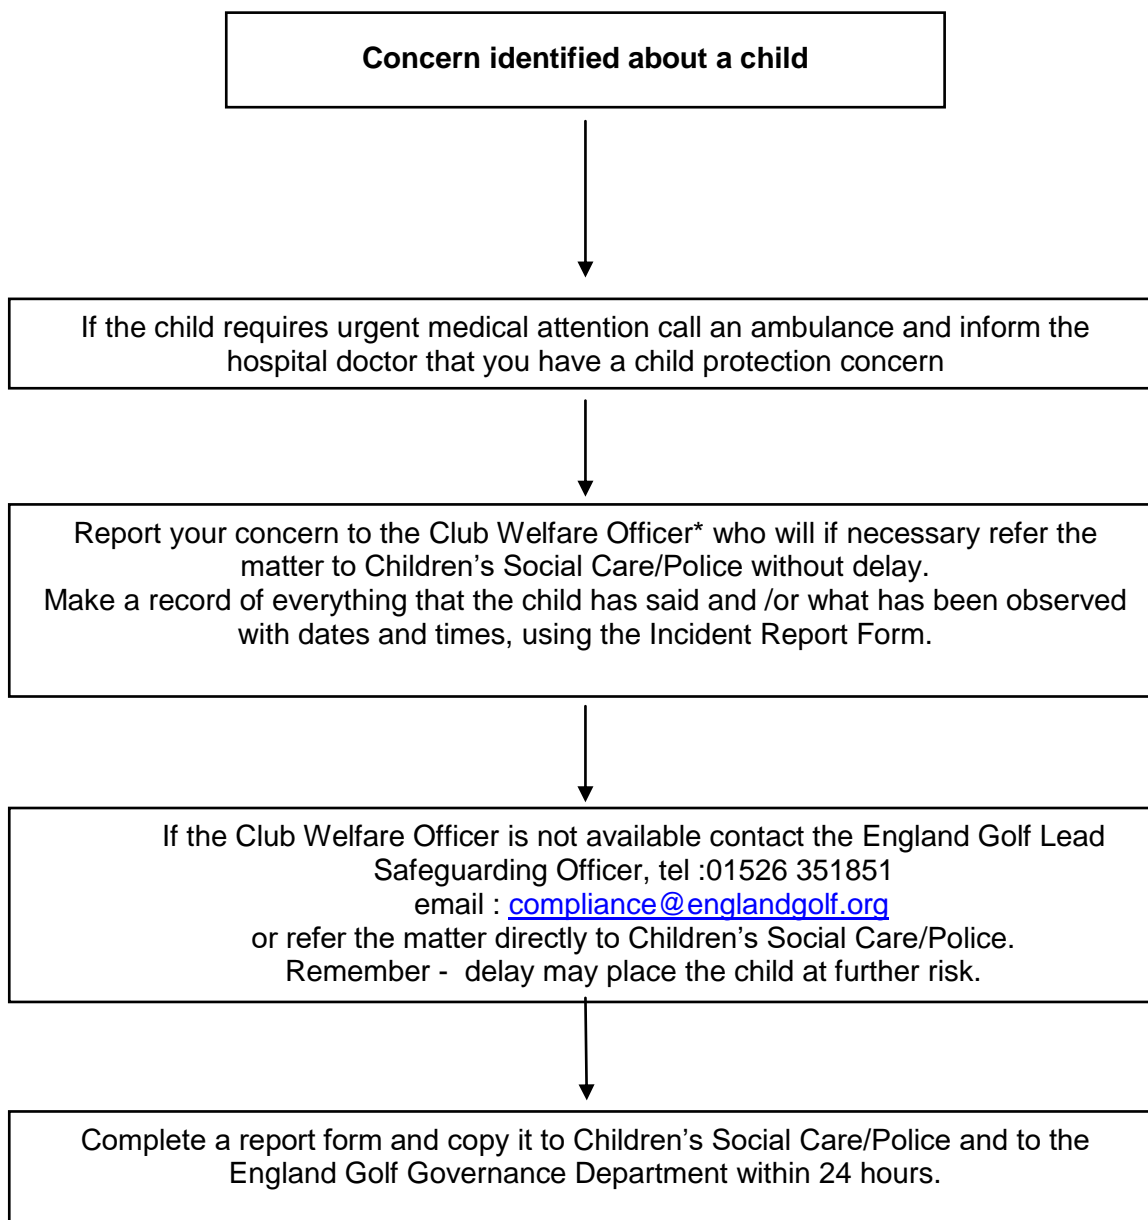 Concern identified about a child
If the child requires urgent medical attention call an ambulance and inform the
hospital doctor that you have a child protection concern
Report your concern to the Club Welfare Officer* who will if necessary refer the
matter to Children’s Social Care/Police without delay.
Make a record of everything that the child has said and /or what has been observed
with dates and times, using the Incident Report Form.
If the Club Welfare Officer is not available contact the England Golf Lead
Safeguarding Officer, tel :01526 351851
email : compliance@englandgolf.org
or refer the matter directly to Children’s Social Care/Police.
Remember -  delay may place the child at further risk.
Complete a report form and copy it to Children’s Social Care/Police and to the
England Golf Governance Department within 24 hours.